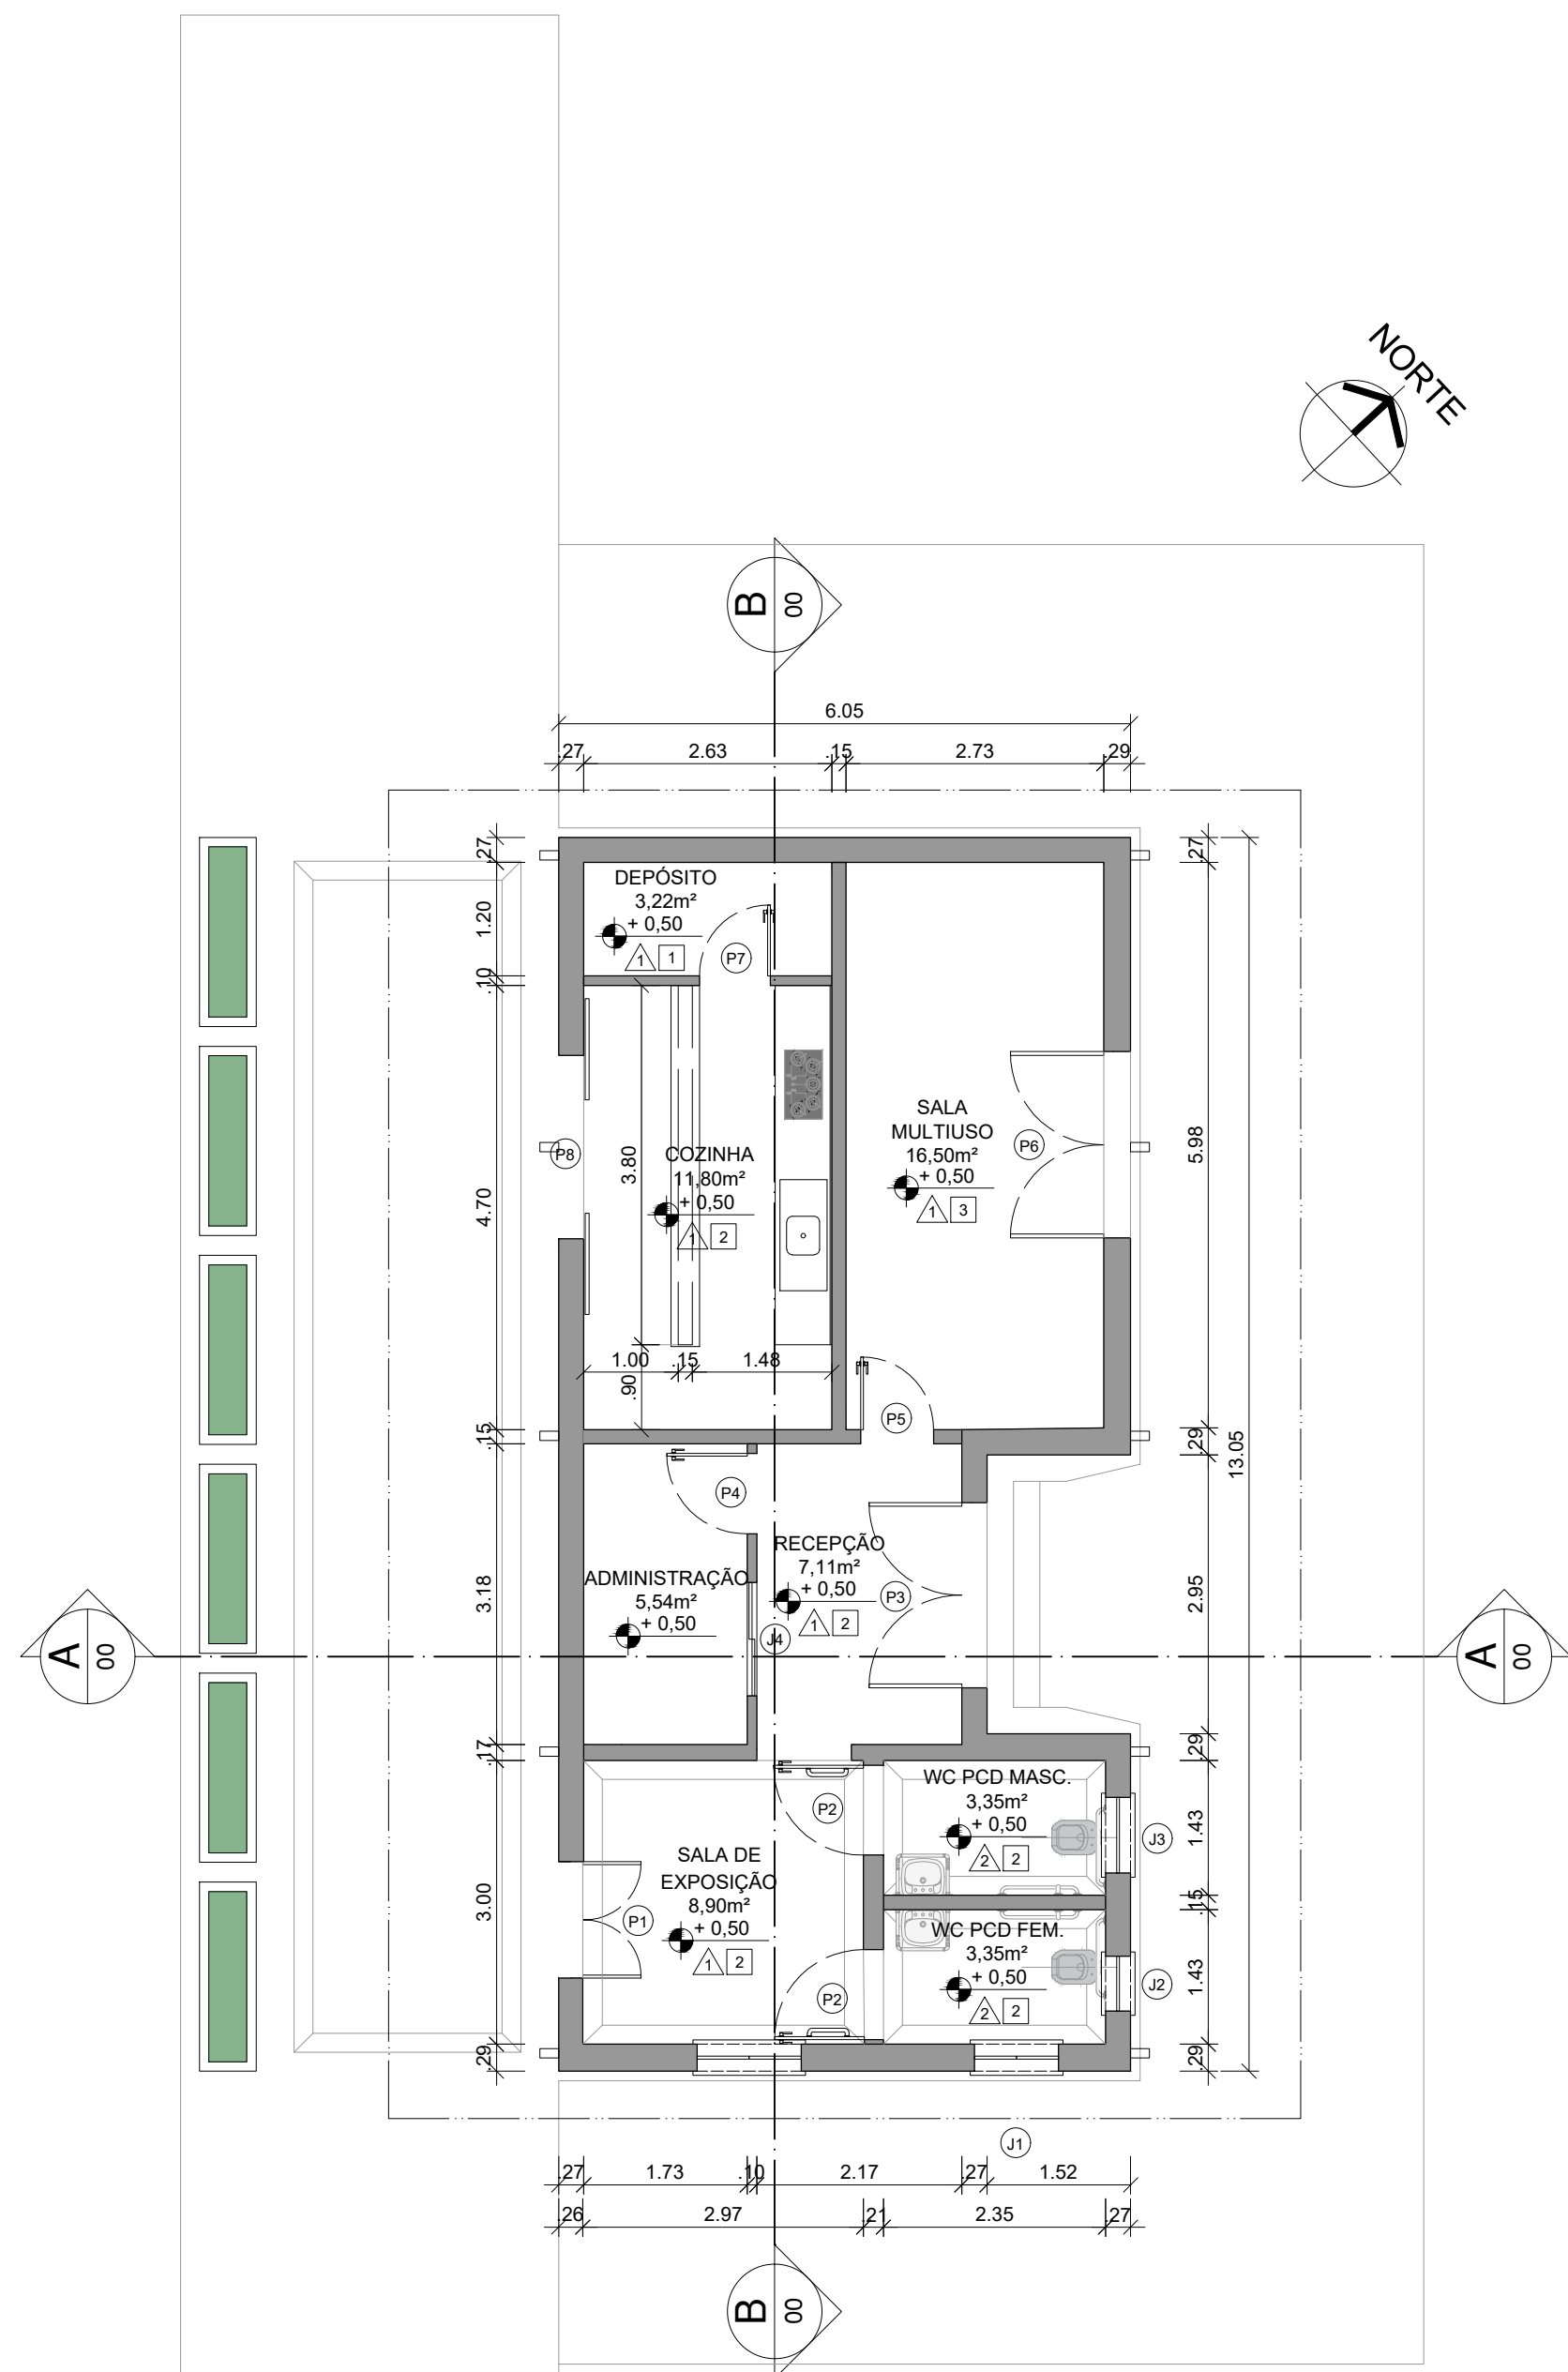 NORTE
B
00
6.05
.27
2.63
.15
2.73
.29
.27
1.20
.10
4.70
.15
3.18
.17
3.00
.29
DEPÓSITO
3,22m²
+ 0,50
1
1
P7
P8
3.80
COZINHA
11,80m²
+ 0,50
1
2
1.00
.15
1.48
.90
SALA
MULTIUSO
16,50m²
+ 0,50
1
3
P6
P5
.27
5.98
.29
13.05
2.95
.29
1.43
.15
1.43
.29
P4
ADMINISTRAÇÃO
5,54m²
+ 0,50
RECEPÇÃO
7,11m²
+ 0,50
1
2
P3
J4
A
00
A
00
P2
WC PCD MASC.
3,35m²
+ 0,50
2
2
J3
SALA DE
EXPOSIÇÃO
8,90m²
+ 0,50
1
2
P1
WC PCD FEM.
3,35m²
+ 0,50
2
2
J2
P2
J1
.27
1.73
.10
2.17
.27
1.52
.26
2.97
.21
2.35
.27
B
00